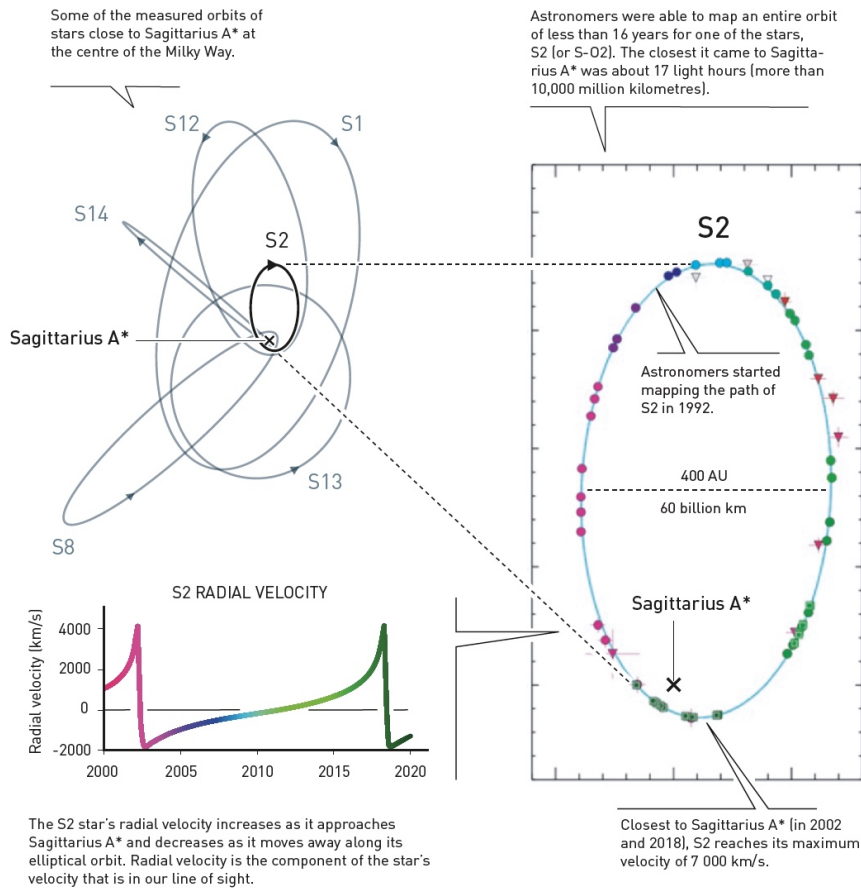 Some of the measured orbits of
stars close to Sagittarius A* at
the centre of the Milky Way.
Astronomers were able to map an entire orbit
of less than 16 years for one of the stars,
S2 (or S-O2). The closest it came to Sagitta-
rius A* was about 17 light hours (more than
10,000 million kilometres).
S12
S1
S14
S2
Sagittarius A*
S13
S8
S2
Astronomers started
mapping the path of
S2 in 1992.
400 AU
60 billion km
Sagittarius A*
S2 RADIAL VELOCITY
Radial velocity (km/s)
4000
2000
0
-2000
2000
2005
2010
2015
2020
The S2 star’s radial velocity increases as it approaches
Sagittarius A* and decreases as it moves away along its
elliptical orbit. Radial velocity is the component of the star’s
velocity that is in our line of sight.
Closest to Sagittarius A* (in 2002
and 2018), S2 reaches its maximum
velocity of 7 000 km/s.